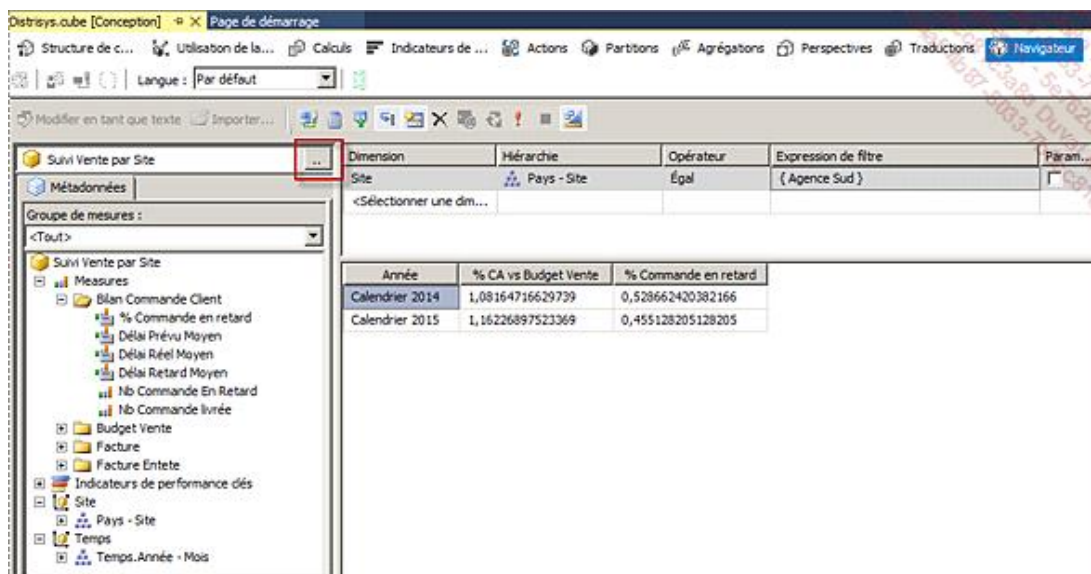 Distrisys.cube [Conception] Page de démarrage
Structure de c... Utilisation de la... Calculs Indicateurs de ... Actions Partitions Agrégations Perspectives Traductions Navigateur
Langue : Par défaut
Modifier en tant que texte Importer...
Suivi Vente par Site ..
Dimension Hiérarchie Opérateur Expression de filtre Param...
Site Pays - Site Égal { Agence Sud }
<Sélectionner une dim...
Métadonnées
Groupe de mesures :
<Tout>
Suivi Vente par Site
Measures
Bilan Commande Client
% Commande en retard
Délai Prévu Moyen
Délai Réel Moyen
Délai Retard Moyen
Nb Commande En Retard
Nb Commande livrée
Budget Vente
Facture
Facture Entete
Indicateurs de performance clés
Site
Pays - Site
Temps
Temps.Année - Mois
Année % CA vs Budget Vente % Commande en retard
Calendrier 2014 1,08164716629739 0,528662420382166
Calendrier 2015 1,16226897523369 0,455128205128205